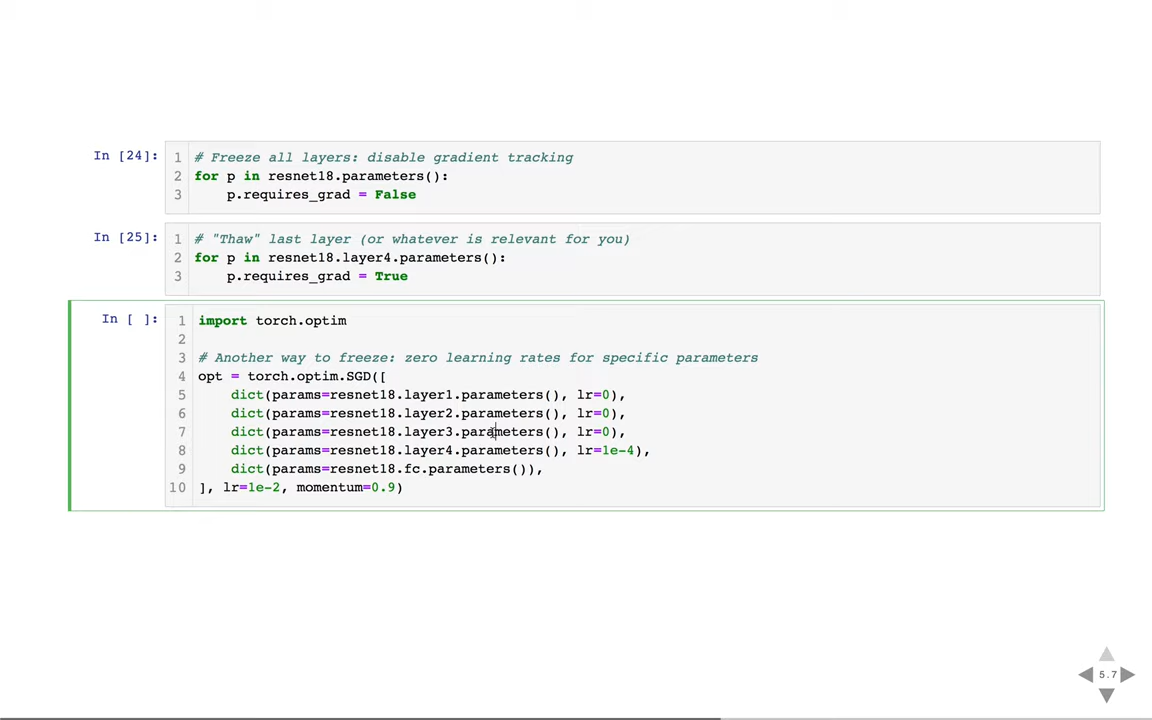 In [24]:
1 # Freeze all layers: disable gradient tracking
2 for p in resnet18.parameters():
3     p.requires_grad = False
In [25]:
1 # "Thaw" last layer (or whatever is relevant for you)
2 for p in resnet18.layer4.parameters():
3     p.requires_grad = True
In [ ]:
1 import torch.optim
2
3 # Another way to freeze: zero learning rates for specific parameters
4 opt = torch.optim.SGD([
5     dict(params=resnet18.layer1.parameters(), lr=0),
6     dict(params=resnet18.layer2.parameters(), lr=0),
7     dict(params=resnet18.layer3.parameters(), lr=0),
8     dict(params=resnet18.layer4.parameters(), lr=1e-4),
9     dict(params=resnet18.fc.parameters()),
10 ], lr=1e-2, momentum=0.9)
5.7